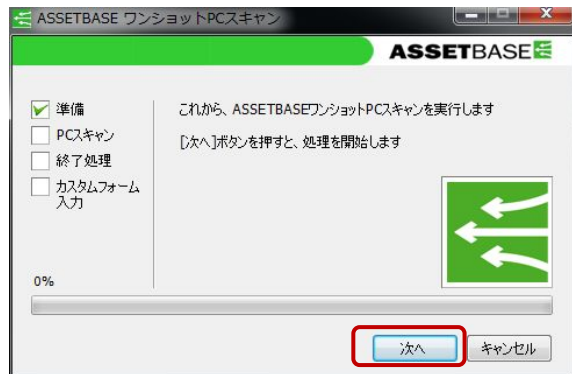 ASSETBASE ワンショットPCスキャン
ASSETBASE
準備
PCスキャン
終了処理
カスタムフォーム
入力
これから、ASSETBASEワンショットPCスキャンを実行します
[次へ]ボタンを押すと、処理を開始します
0%
次へ
キャンセル